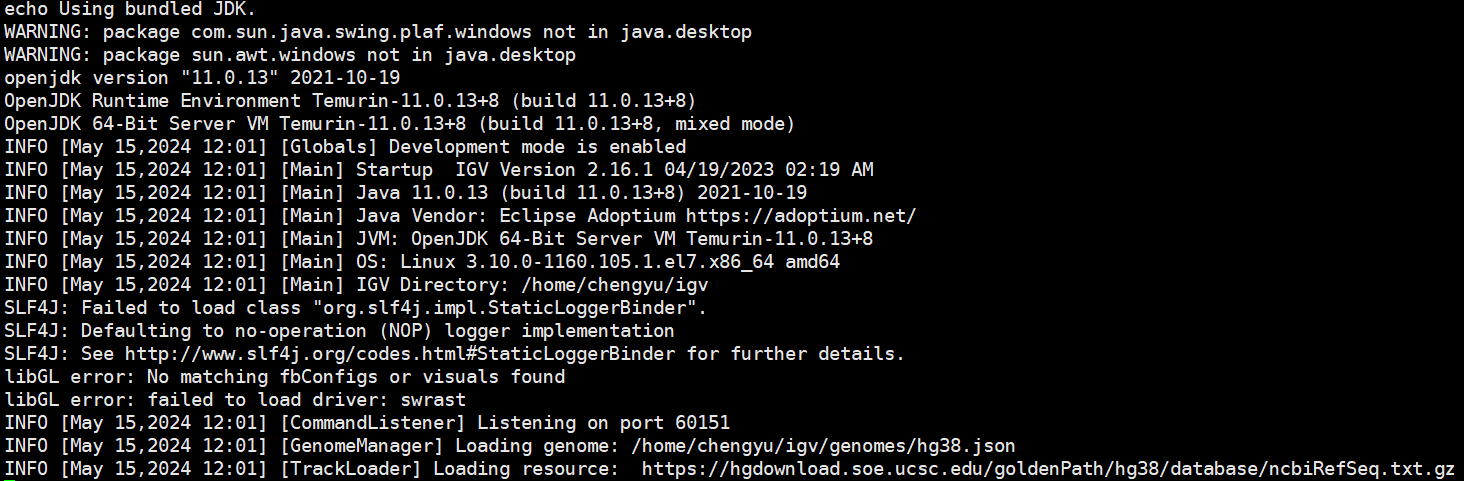 echo Using bundled JDK.
WARNING: package com.sun.java.swing.plaf.windows not in java.desktop
WARNING: package sun.awt.windows not in java.desktop
openjdk version "11.0.13" 2021-10-19
OpenJDK Runtime Environment Temurin-11.0.13+8 (build 11.0.13+8)
OpenJDK 64-Bit Server VM Temurin-11.0.13+8 (build 11.0.13+8, mixed mode)
INFO [May 15,2024 12:01] [Globals] Development mode is enabled
INFO [May 15,2024 12:01] [Main] Startup  IGV Version 2.16.1 04/19/2023 02:19 AM
INFO [May 15,2024 12:01] [Main] Java 11.0.13 (build 11.0.13+8) 2021-10-19
INFO [May 15,2024 12:01] [Main] Java Vendor: Eclipse Adoptium https://adoptium.net/
INFO [May 15,2024 12:01] [Main] JVM: OpenJDK 64-Bit Server VM Temurin-11.0.13+8
INFO [May 15,2024 12:01] [Main] OS: Linux 3.10.0-1160.105.1.el7.x86_64 amd64
INFO [May 15,2024 12:01] [Main] IGV Directory: /home/chengyu/igv
SLF4J: Failed to load class "org.slf4j.impl.StaticLoggerBinder".
SLF4J: Defaulting to no-operation (NOP) logger implementation
SLF4J: See http://www.slf4j.org/codes.html#StaticLoggerBinder for further details.
libGL error: No matching fbConfigs or visuals found
libGL error: failed to load driver: swrast
INFO [May 15,2024 12:01] [CommandListener] Listening on port 60151
INFO [May 15,2024 12:01] [GenomeManager] Loading genome: /home/chengyu/igv/genomes/hg38.json
INFO [May 15,2024 12:01] [TrackLoader] Loading resource:  https://hgdownload.soe.ucsc.edu/goldenPath/hg38/database/ncbiRefSeq.txt.gz